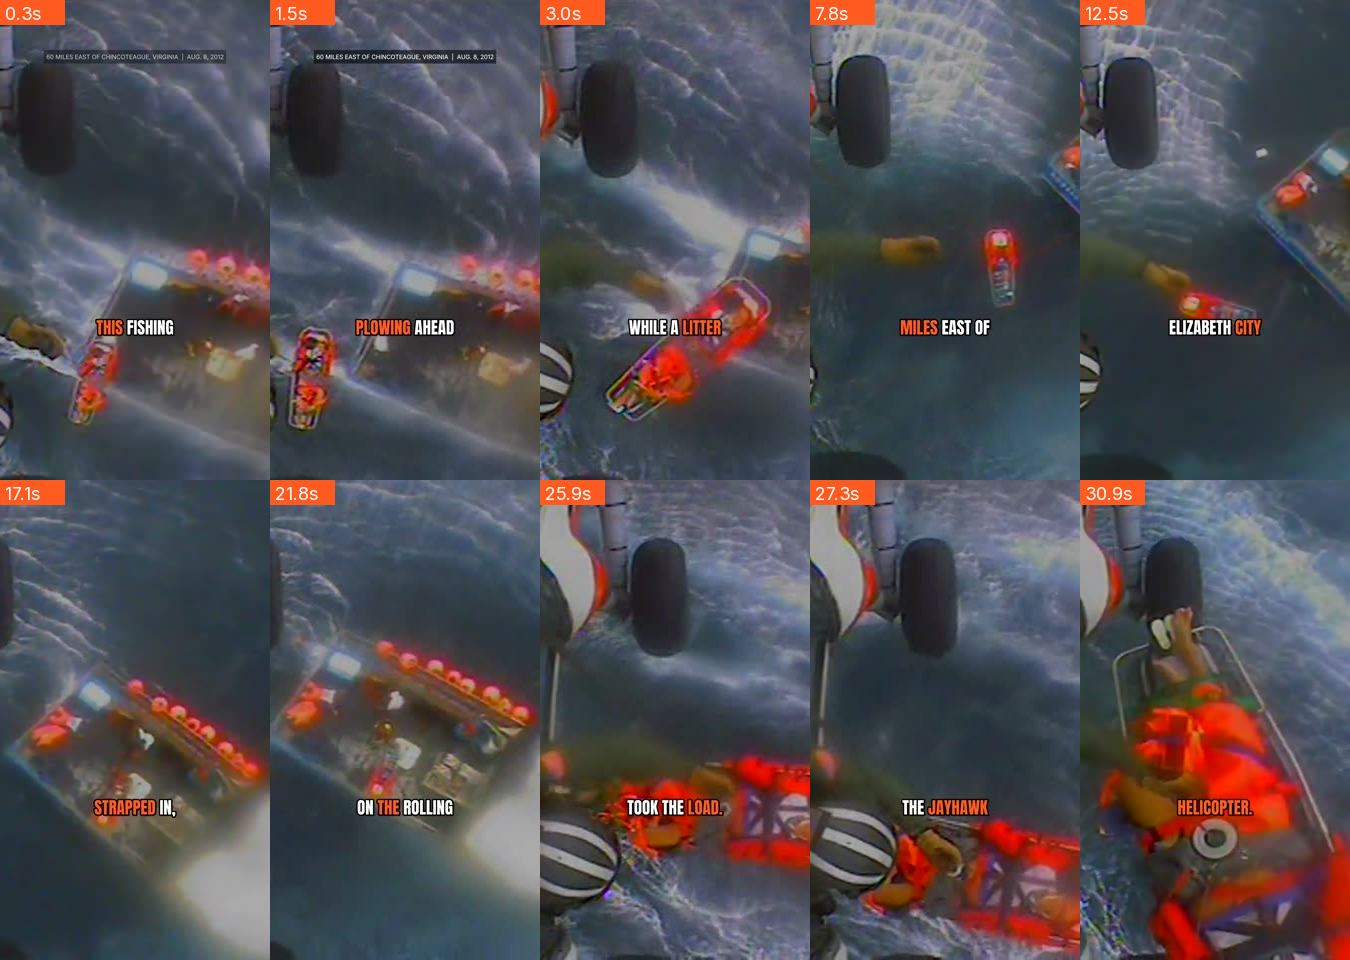 0.3s
60 MILES EAST OF CHINCOTEAGUE, VIRGINIA | AUG. 8, 2012
THIS FISHING
1.5s
60 MILES EAST OF CHINCOTEAGUE, VIRGINIA | AUG. 8, 2012
PLOWING AHEAD
3.0s
WHILE A LITTER
7.8s
MILES EAST OF
12.5s
ELIZABETH CITY
17.1s
STRAPPED IN,
21.8s
ON THE ROLLING
25.9s
TOOK THE LOAD.
27.3s
THE JAYHAWK
30.9s
HELICOPTER.